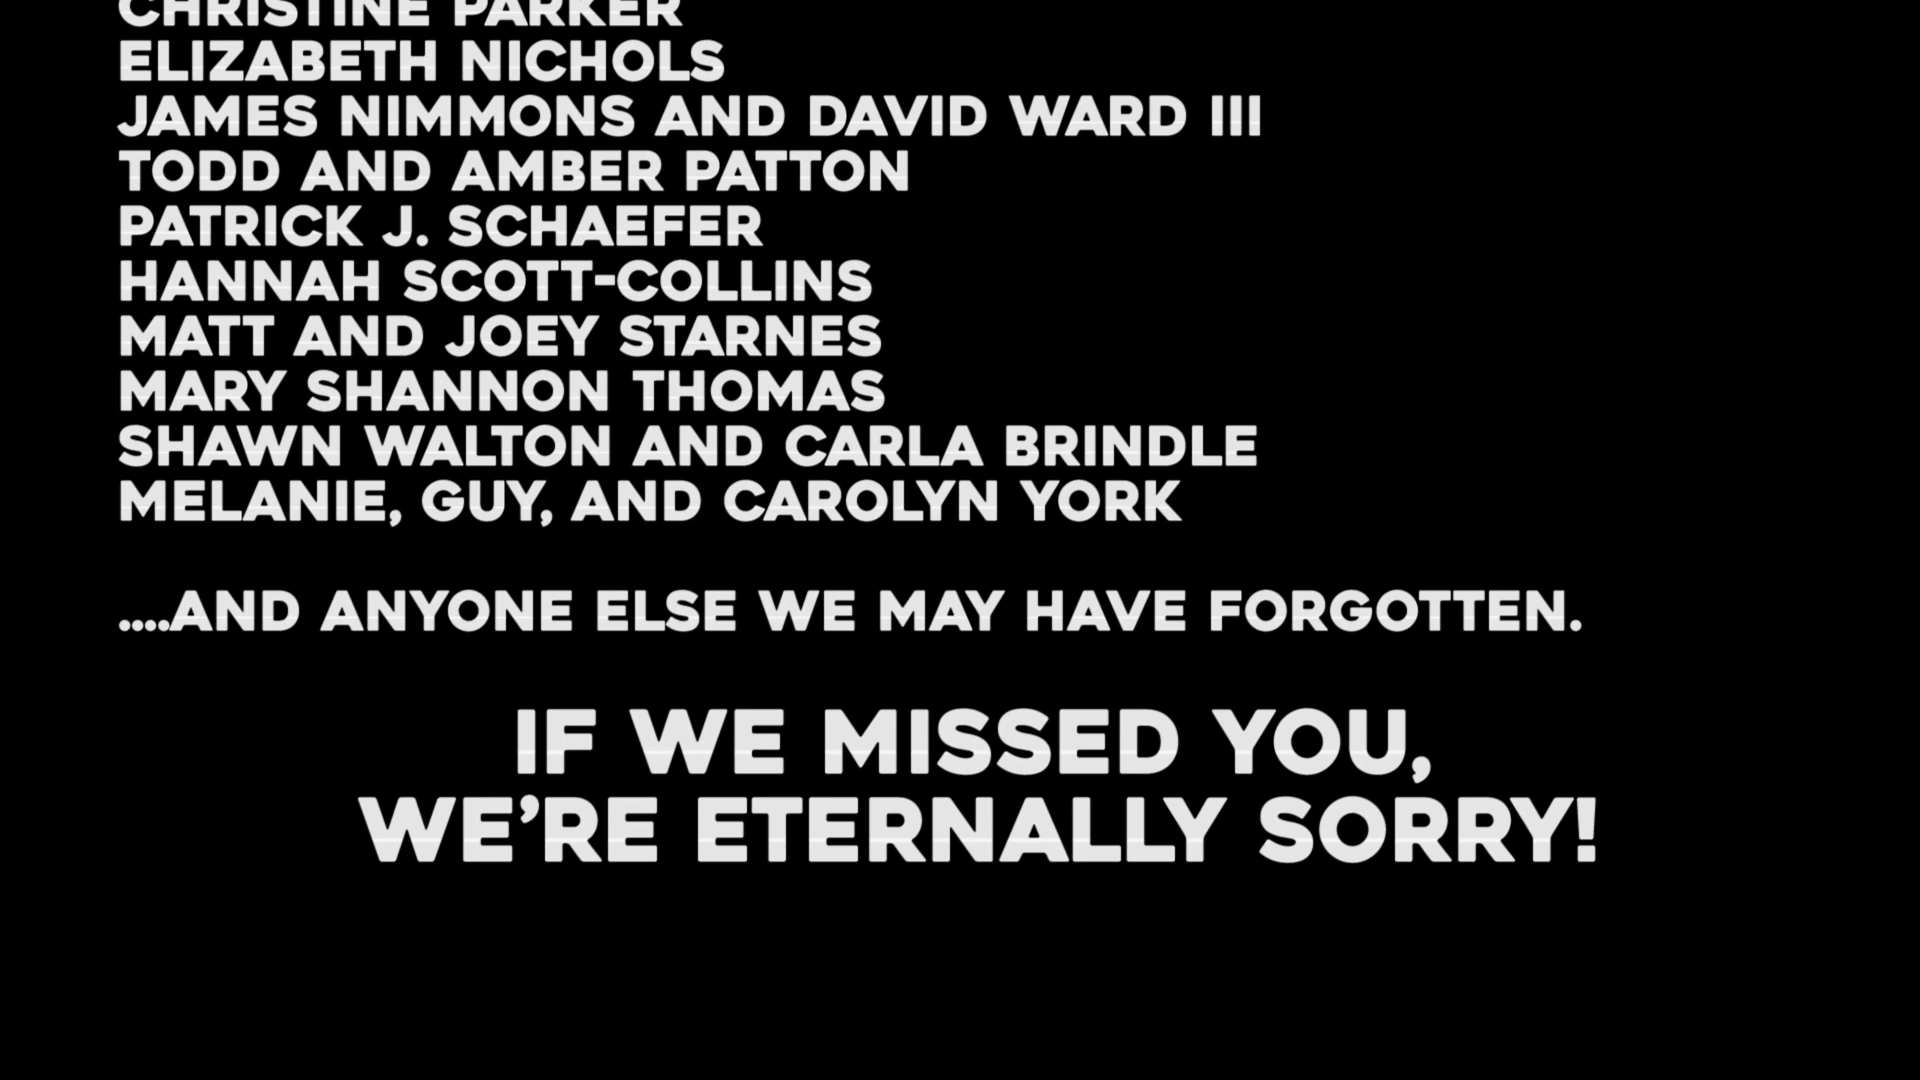 CHRISTINE PARKER
ELIZABETH NICHOLS
JAMES NIMMONS AND DAVID WARD III
TODD AND AMBER PATTON
PATRICK J. SCHAEFER
HANNAH SCOTT-COLLINS
MATT AND JOEY STARNES
MARY SHANNON THOMAS
SHAWN WALTON AND CARLA BRINDLE
MELANIE, GUY, AND CAROLYN YORK
....AND ANYONE ELSE WE MAY HAVE FORGOTTEN.
IF WE MISSED YOU,
WE’RE ETERNALLY SORRY!